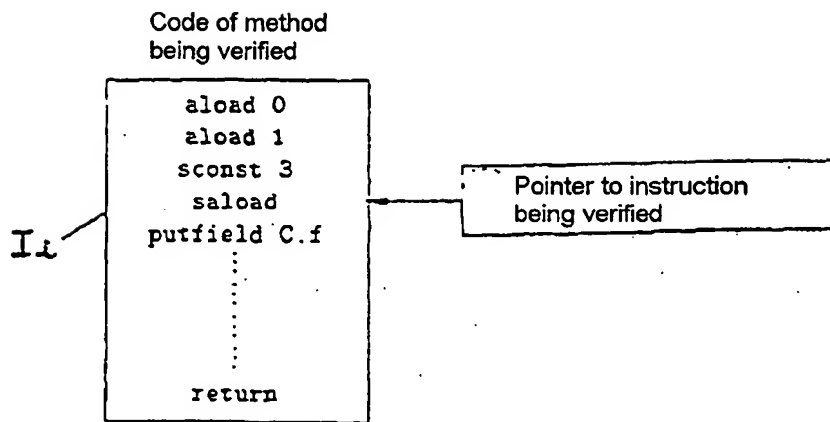 Code of method
being verified
aload 0
aload 1
sconst 3
saload
putfield C.f
return
Pointer to instruction
being verified
Ii